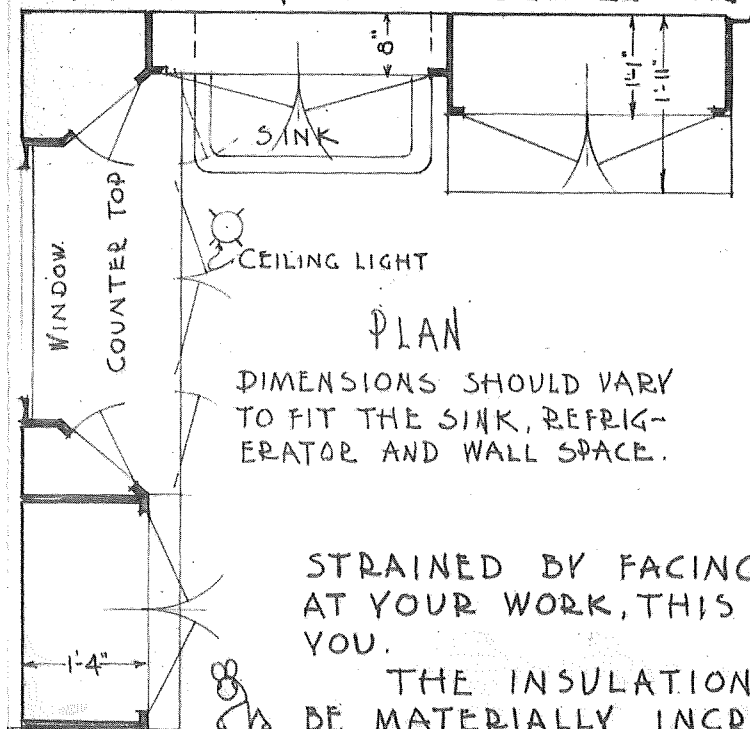 8"
1'-1"
1'-11"
SINK
WINDOW.
COUNTER TOP
CEILING LIGHT
PLAN
DIMENSIONS SHOULD VARY
TO FIT THE SINK, REFRIG-
ERATOR AND WALL SPACE.
1'-4"
STRAINED BY FACING
AT YOUR WORK, THIS
YOU.
THE INSULATION
BE MATERIALLY INCR